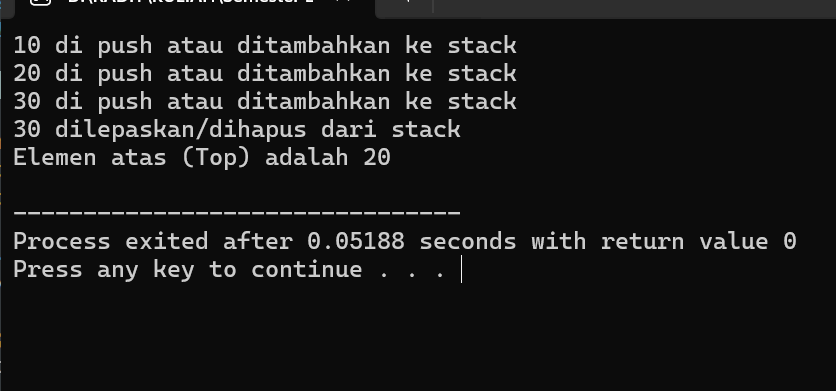 10 di push atau ditambahkan ke stack
20 di push atau ditambahkan ke stack
30 di push atau ditambahkan ke stack
30 dilepaskan/dihapus dari stack
Elemen atas (Top) adalah 20
--------------------------------
Process exited after 0.05188 seconds with return value 0
Press any key to continue . . .